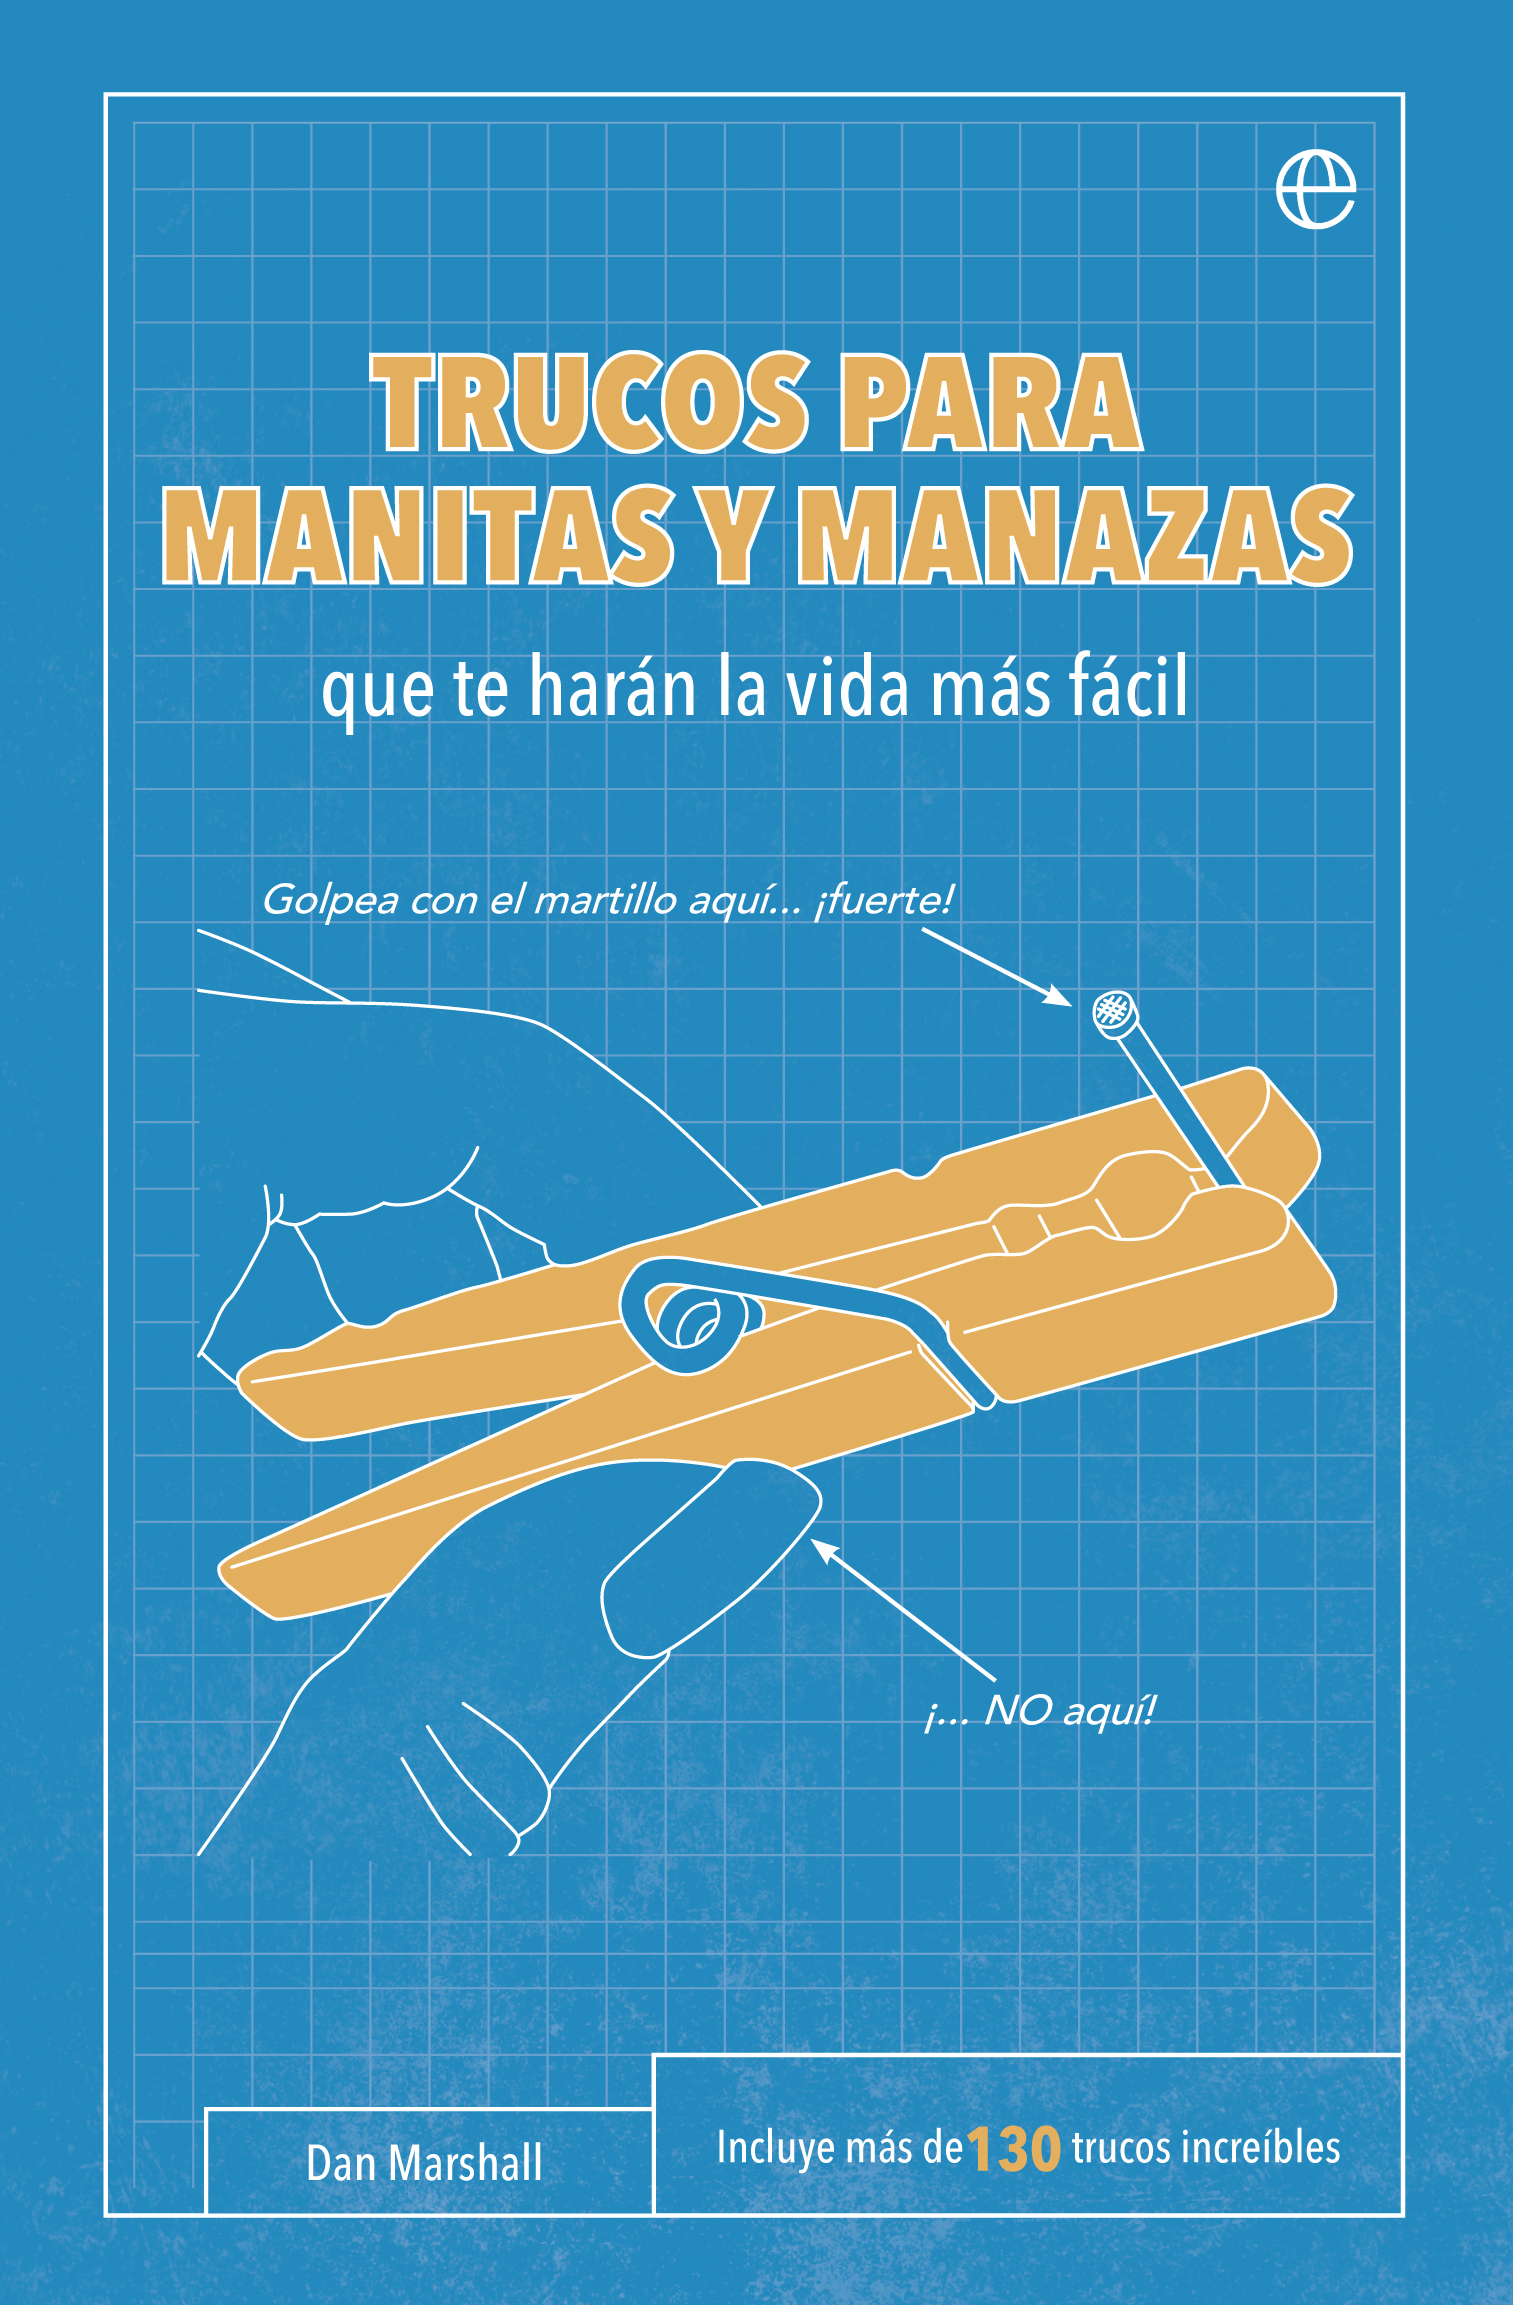 TRUCOS PARA
MANITAS Y MANAZAS
que te harán la vida más fácil
Golpea con el martillo aquí... ¡fuerte!
¡... NO aquí!
Dan Marshall
Incluye más de 130 trucos increíbles